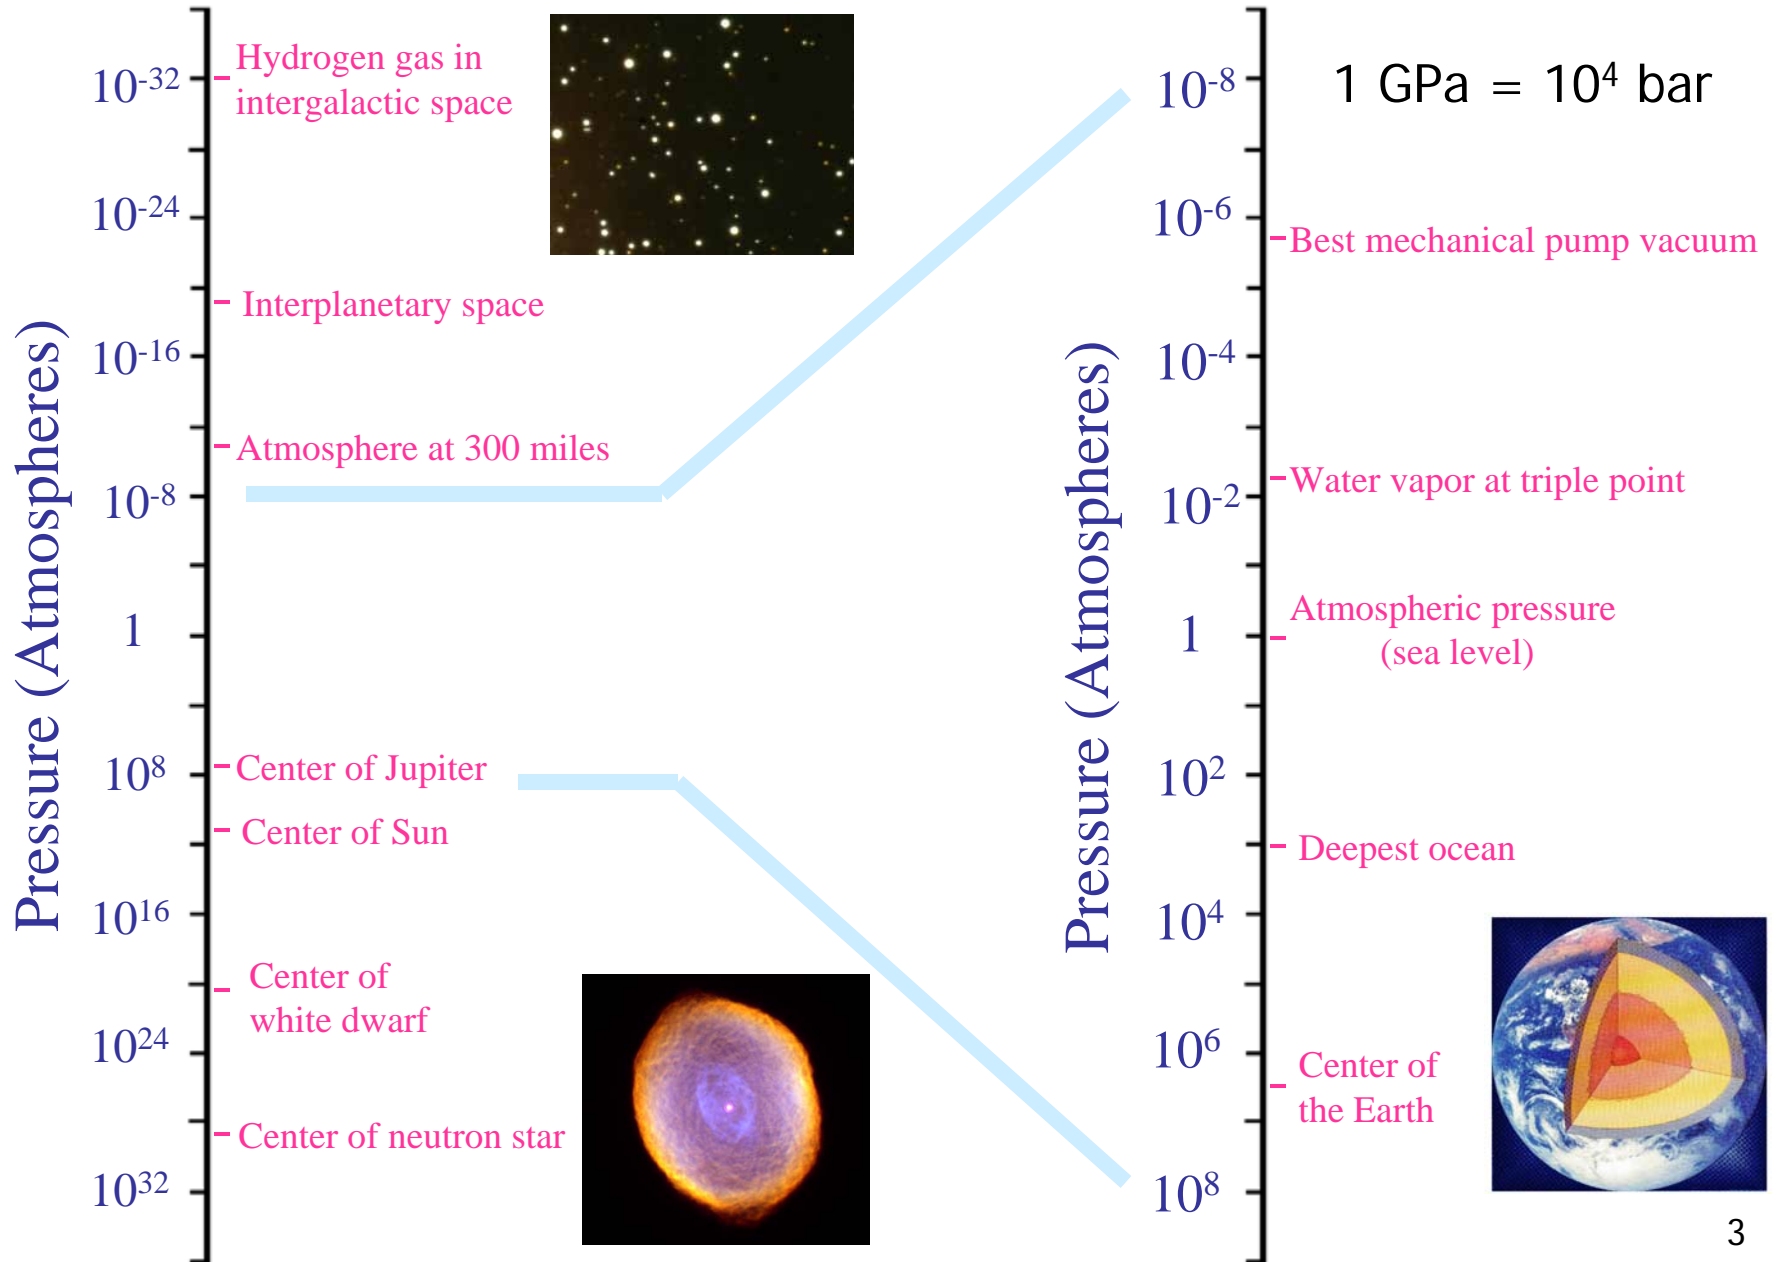 Pressure (Atmospheres)
10⁻³²
10⁻²⁴
10⁻¹⁶
10⁻⁸
1
10⁸
10¹⁶
10²⁴
10³²
Hydrogen gas in
intergalactic space
Interplanetary space
Atmosphere at 300 miles
Center of Jupiter
Center of Sun
Center of
white dwarf
Center of neutron star
Pressure (Atmospheres)
10⁻⁸
10⁻⁶
10⁻⁴
10⁻²
1
10²
10⁴
10⁶
10⁸
1 GPa = 10⁴ bar
Best mechanical pump vacuum
Water vapor at triple point
Atmospheric pressure
(sea level)
Deepest ocean
Center of
the Earth
3